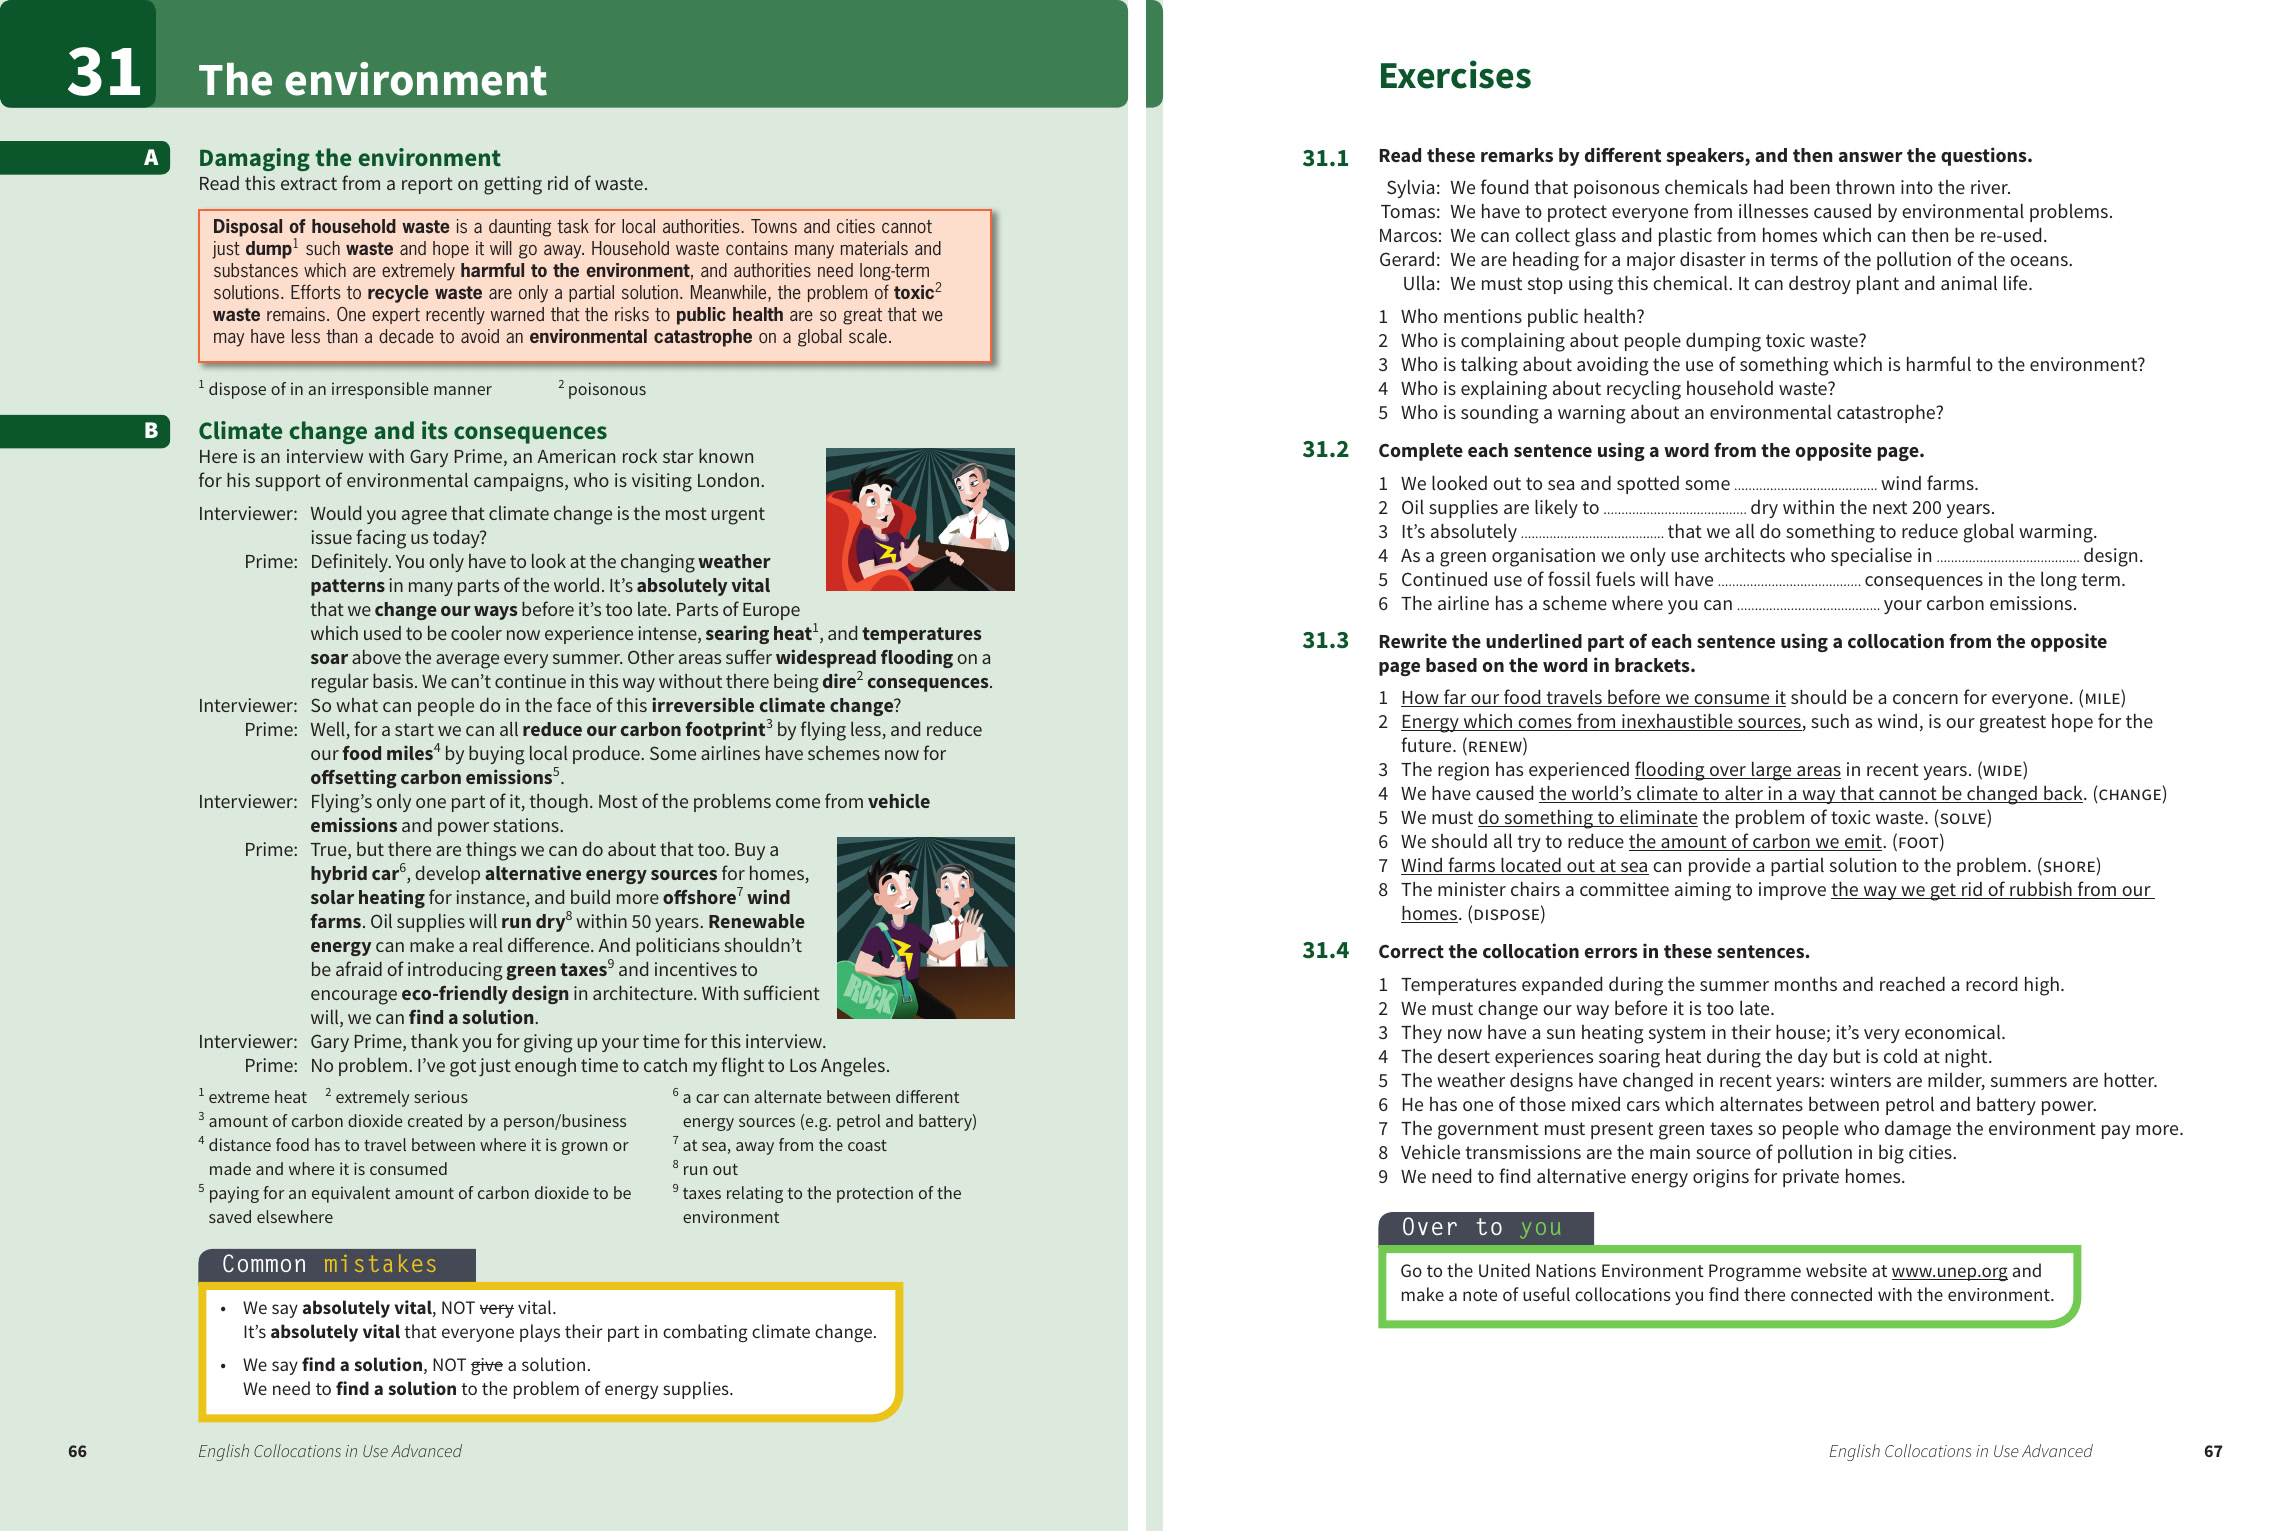 31
The environment
A
Damaging the environment
Read this extract from a report on getting rid of waste.
Disposal of household waste is a daunting task for local authorities. Towns and cities cannot
just dump1 such waste and hope it will go away. Household waste contains many materials and
substances which are extremely harmful to the environment, and authorities need long-term
solutions. Efforts to recycle waste are only a partial solution. Meanwhile, the problem of toxic2
waste remains. One expert recently warned that the risks to public health are so great that we
may have less than a decade to avoid an environmental catastrophe on a global scale.
1 dispose of in an irresponsible manner 2 poisonous
B
Climate change and its consequences
Here is an interview with Gary Prime, an American rock star known
for his support of environmental campaigns, who is visiting London.
Interviewer: Would you agree that climate change is the most urgent
issue facing us today?
Prime: Definitely. You only have to look at the changing weather
patterns in many parts of the world. It's absolutely vital
that we change our ways before it's too late. Parts of Europe
which used to be cooler now experience intense, searing heat1, and temperatures
soar above the average every summer. Other areas suffer widespread flooding on a
regular basis. We can't continue in this way without there being dire2 consequences.
Interviewer: So what can people do in the face of this irreversible climate change?
Prime: Well, for a start we can all reduce our carbon footprint3 by flying less, and reduce
our food miles4 by buying local produce. Some airlines have schemes now for
offsetting carbon emissions5.
Interviewer: Flying's only one part of it, though. Most of the problems come from vehicle
emissions and power stations.
Prime: True, but there are things we can do about that too. Buy a
hybrid car6, develop alternative energy sources for homes,
solar heating for instance, and build more offshore7 wind
farms. Oil supplies will run dry8 within 50 years. Renewable
energy can make a real difference. And politicians shouldn't
be afraid of introducing green taxes9 and incentives to
encourage eco-friendly design in architecture. With sufficient
will, we can find a solution.
ROCK
Interviewer: Gary Prime, thank you for giving up your time for this interview.
Prime: No problem. I've got just enough time to catch my flight to Los Angeles.
1 extreme heat 2 extremely serious
3 amount of carbon dioxide created by a person/business
4 distance food has to travel between where it is grown or
made and where it is consumed
5 paying for an equivalent amount of carbon dioxide to be
saved elsewhere
6 a car can alternate between different
energy sources (e.g. petrol and battery)
7 at sea, away from the coast
8 run out
9 taxes relating to the protection of the
environment
Common mistakes
• We say absolutely vital, NOT very vital.
It's absolutely vital that everyone plays their part in combating climate change.
• We say find a solution, NOT give a solution.
We need to find a solution to the problem of energy supplies.
66 English Collocations in Use Advanced
Exercises
31.1 Read these remarks by different speakers, and then answer the questions.
Sylvia: We found that poisonous chemicals had been thrown into the river.
Tomas: We have to protect everyone from illnesses caused by environmental problems.
Marcos: We can collect glass and plastic from homes which can then be re-used.
Gerard: We are heading for a major disaster in terms of the pollution of the oceans.
Ulla: We must stop using this chemical. It can destroy plant and animal life.
1 Who mentions public health?
2 Who is complaining about people dumping toxic waste?
3 Who is talking about avoiding the use of something which is harmful to the environment?
4 Who is explaining about recycling household waste?
5 Who is sounding a warning about an environmental catastrophe?
31.2 Complete each sentence using a word from the opposite page.
1 We looked out to sea and spotted some ........................................ wind farms.
2 Oil supplies are likely to ........................................ dry within the next 200 years.
3 It's absolutely ........................................ that we all do something to reduce global warming.
4 As a green organisation we only use architects who specialise in ........................................ design.
5 Continued use of fossil fuels will have ........................................ consequences in the long term.
6 The airline has a scheme where you can ........................................ your carbon emissions.
31.3 Rewrite the underlined part of each sentence using a collocation from the opposite
page based on the word in brackets.
1 How far our food travels before we consume it should be a concern for everyone. (MILE)
2 Energy which comes from inexhaustible sources, such as wind, is our greatest hope for the
future. (RENEW)
3 The region has experienced flooding over large areas in recent years. (WIDE)
4 We have caused the world's climate to alter in a way that cannot be changed back. (CHANGE)
5 We must do something to eliminate the problem of toxic waste. (SOLVE)
6 We should all try to reduce the amount of carbon we emit. (FOOT)
7 Wind farms located out at sea can provide a partial solution to the problem. (SHORE)
8 The minister chairs a committee aiming to improve the way we get rid of rubbish from our
homes. (DISPOSE)
31.4 Correct the collocation errors in these sentences.
1 Temperatures expanded during the summer months and reached a record high.
2 We must change our way before it is too late.
3 They now have a sun heating system in their house; it's very economical.
4 The desert experiences soaring heat during the day but is cold at night.
5 The weather designs have changed in recent years: winters are milder, summers are hotter.
6 He has one of those mixed cars which alternates between petrol and battery power.
7 The government must present green taxes so people who damage the environment pay more.
8 Vehicle transmissions are the main source of pollution in big cities.
9 We need to find alternative energy origins for private homes.
Over to you
Go to the United Nations Environment Programme website at www.unep.org and
make a note of useful collocations you find there connected with the environment.
English Collocations in Use Advanced 67